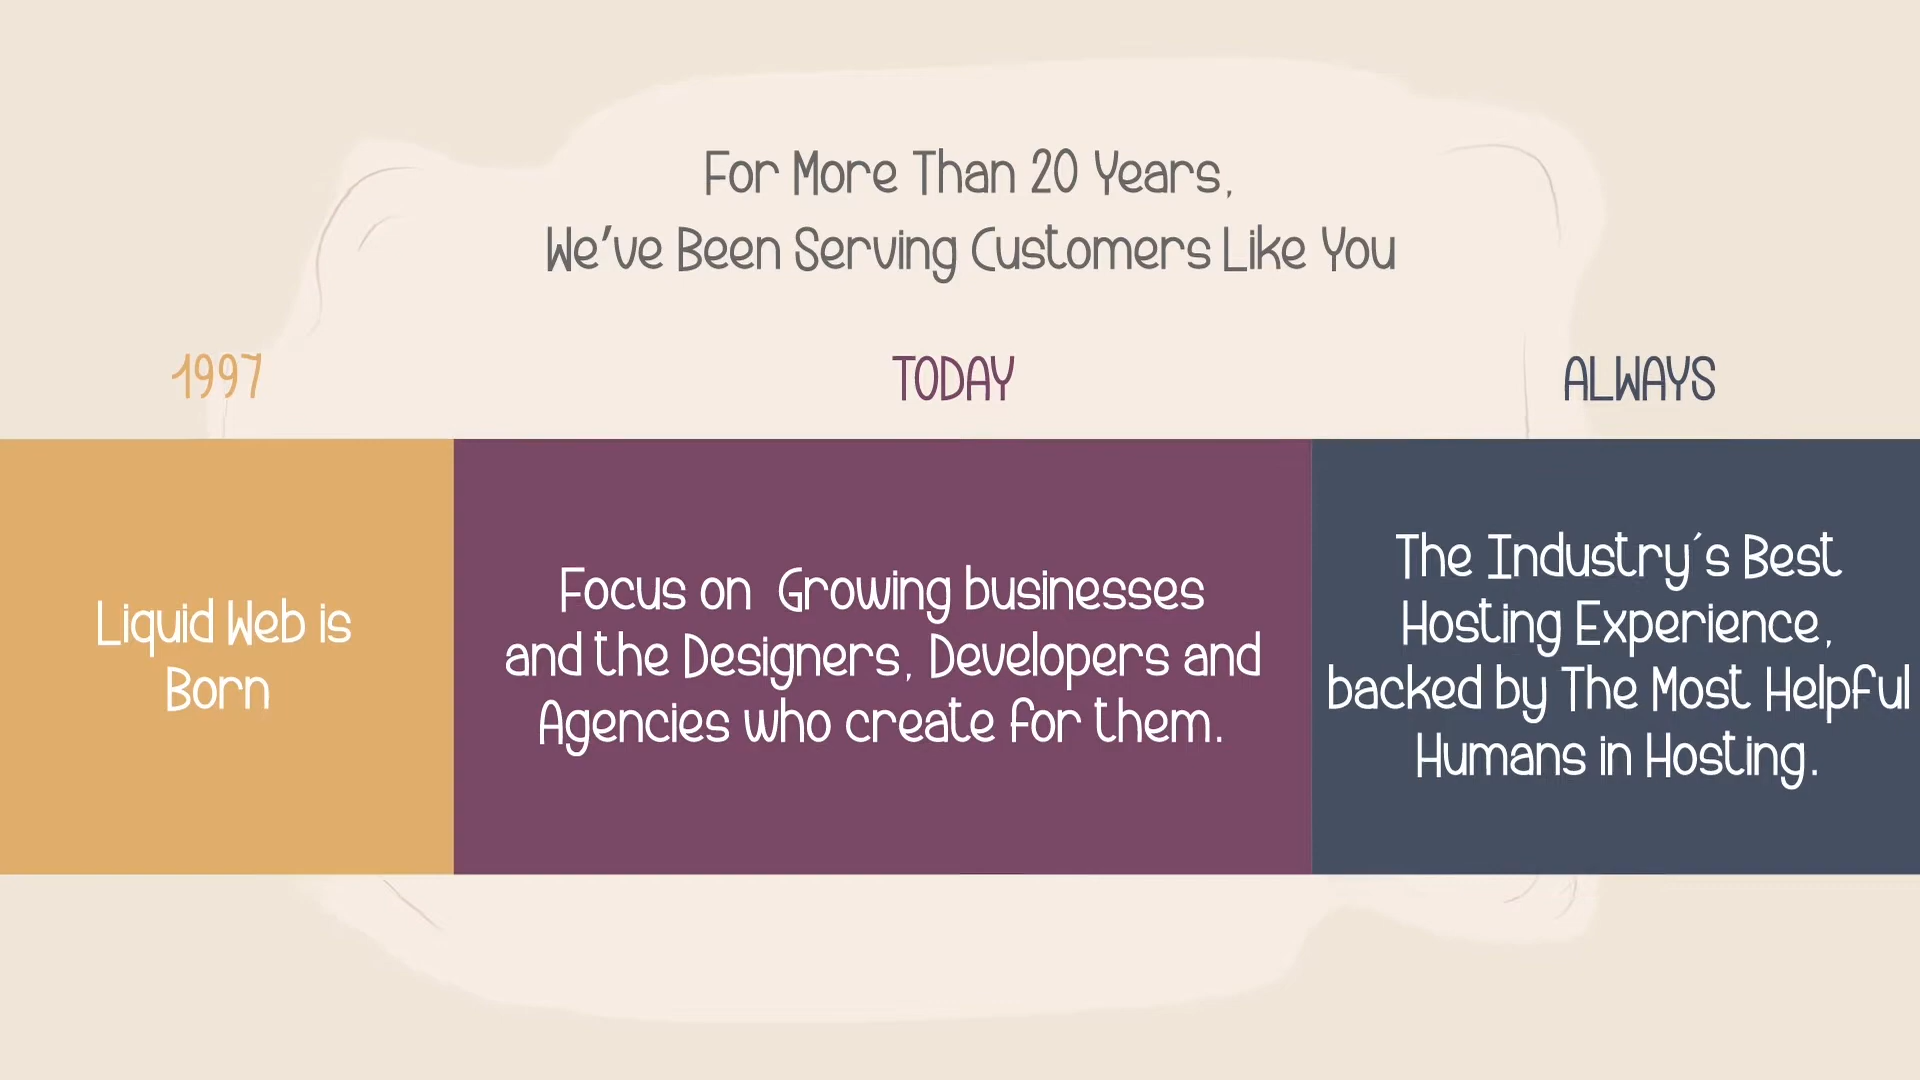 For More Than 20 Years,
We've Been Serving Customers Like You
1997
TODAY
ALWAYS
Liquid Web is
Born
Focus on  Growing businesses
and the Designers, Developers and
Agencies who create for them.
The Industry´s Best
Hosting Experience,
backed by The Most Helpful
Humans in Hosting.